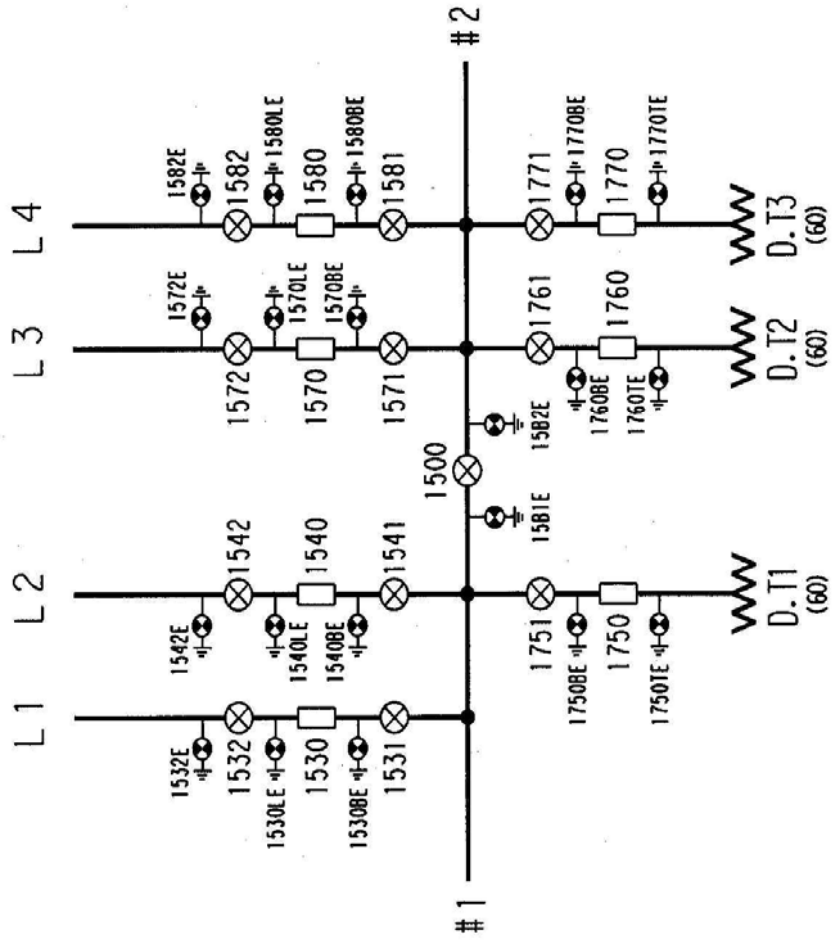 L1
L2
L3
L4
1532E
1542E
1572E
1582E
1532
1542
1572
1582
1530LE
1540LE
1570LE
1580LE
1530
1540
1570
1580
1530BE
1540BE
1570BE
1580BE
1531
1541
1571
1581
#1
1500
#2
15B1E
15B2E
1751
1761
1771
1750BE
1760BE
1770BE
1750
1760
1770
1750TE
1760TE
1770TE
D.T1
(60)
D.T2
(60)
D.T3
(60)